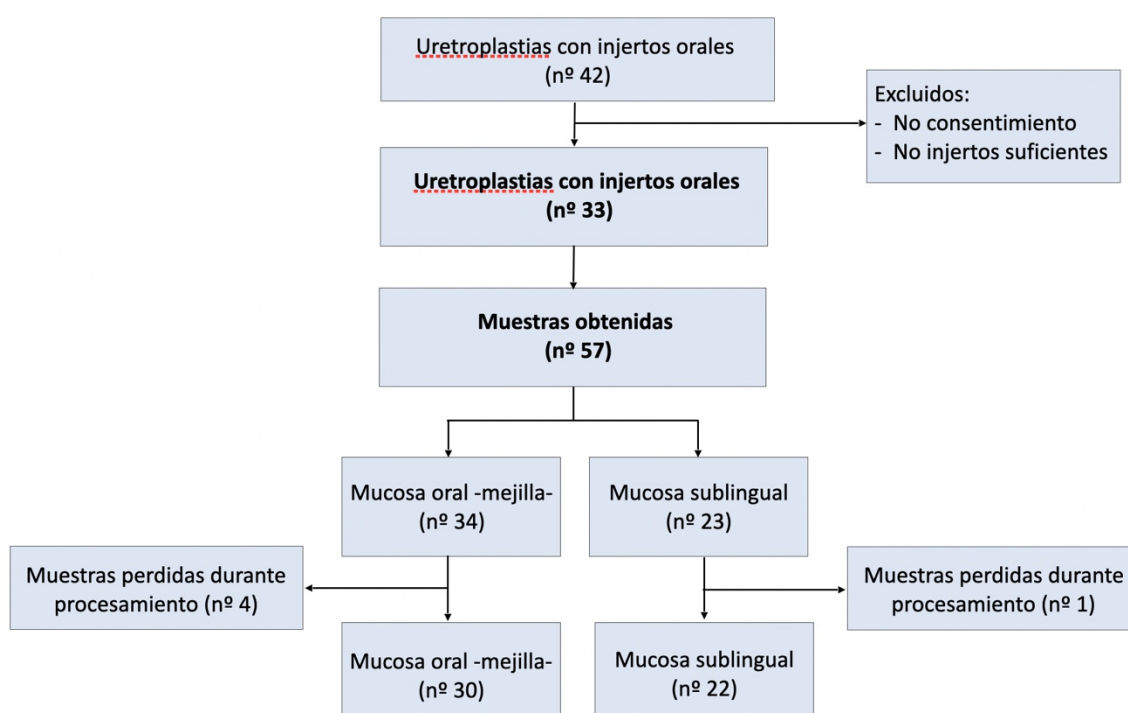 Uretroplastias con injertos orales
(nº 42)
Excluidos:
- No consentimiento
- No injertos suficientes
Uretroplastias con injertos orales
(nº 33)
Muestras obtenidas
(nº 57)
Mucosa oral -mejilla-
(nº 34)
Mucosa sublingual
(nº 23)
Muestras perdidas durante
procesamiento (nº 4)
Muestras perdidas durante
procesamiento (nº 1)
Mucosa oral -mejilla-
(nº 30)
Mucosa sublingual
(nº 22)